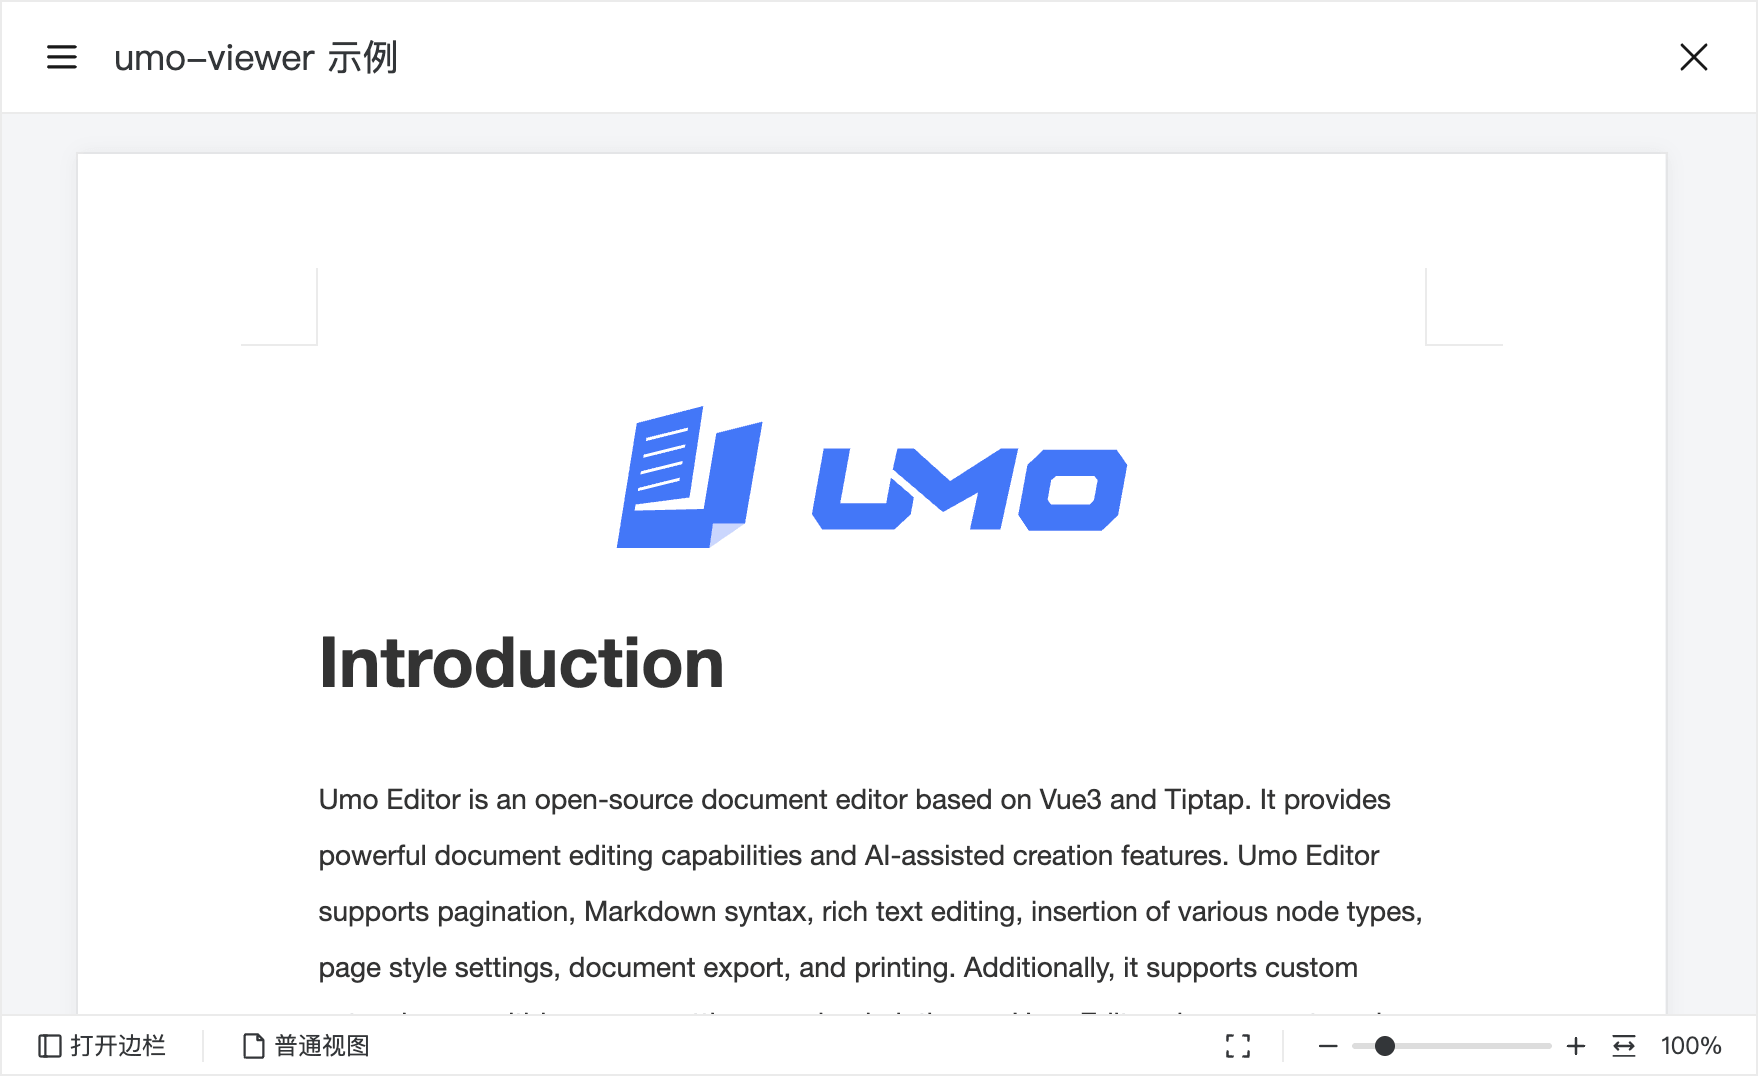 umo-viewer 示例
UMO
Introduction
Umo Editor is an open-source document editor based on Vue3 and Tiptap. It provides
powerful document editing capabilities and AI-assisted creation features. Umo Editor
supports pagination, Markdown syntax, rich text editing, insertion of various node types,
page style settings, document export, and printing. Additionally, it supports custom
打开边栏
普通视图
100%